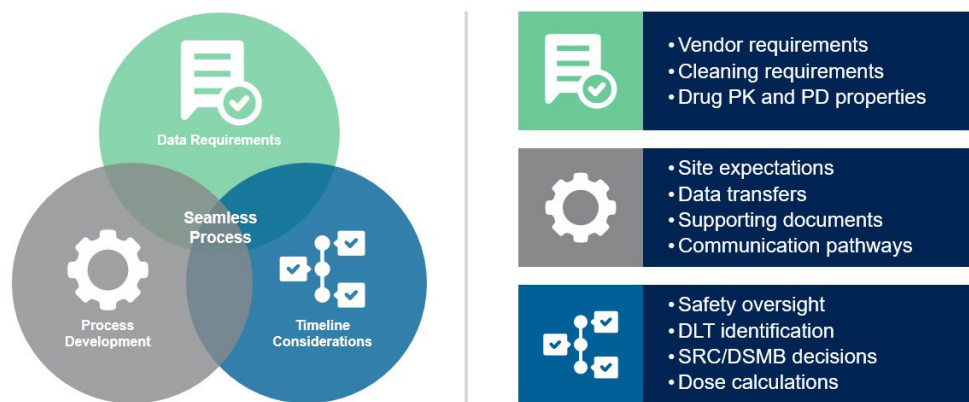 Data Requirements
Seamless
Process
Process
Development
Timeline
Considerations
• Vendor requirements
• Cleaning requirements
• Drug PK and PD properties
• Site expectations
• Data transfers
• Supporting documents
• Communication pathways
• Safety oversight
• DLT identification
• SRC/DSMB decisions
• Dose calculations